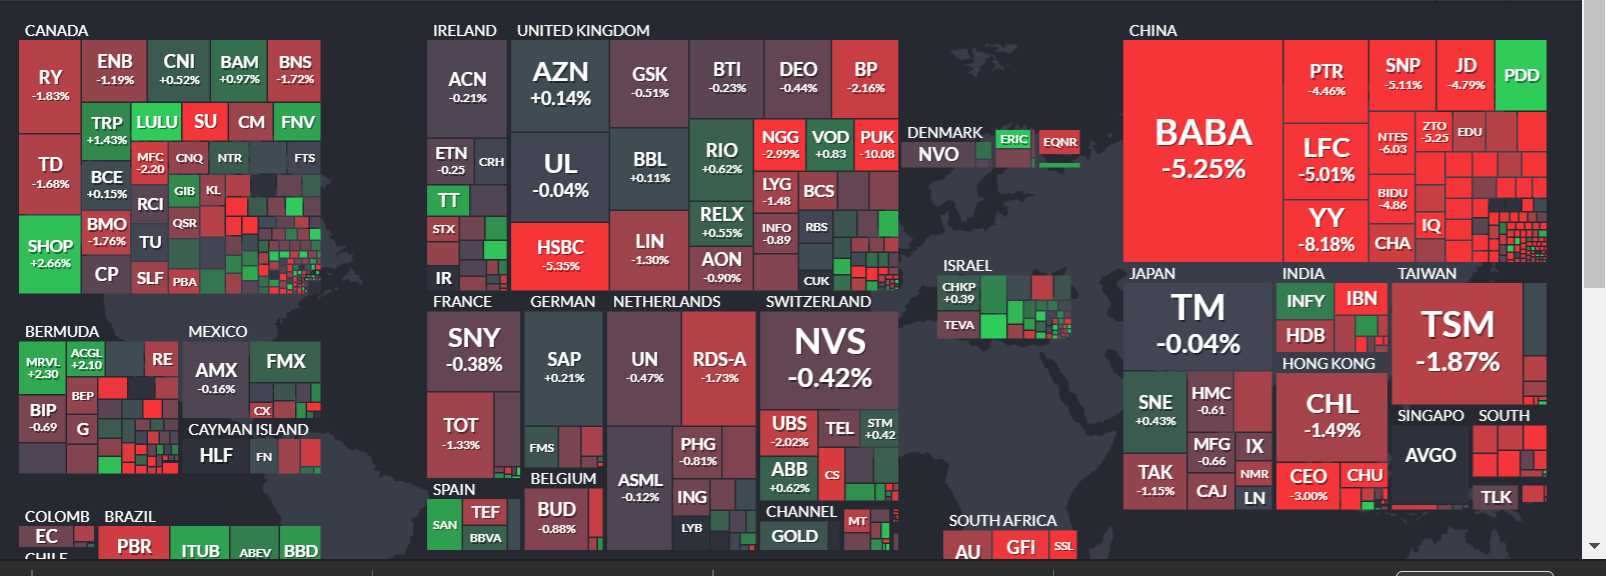 CANADA
RY
-1.83%
ENB
-1.19%
CNI
+0.52%
BAM
+0.97%
BNS
-1.72%
TD
-1.68%
TRP
+1.43%
LULU
SU
CM
FNV
MFC
-2.20
CNQ
NTR
FTS
BCE
+0.15%
RCI
GIB
KL
SHOP
+2.66%
BMO
-1.76%
QSR
TU
CP
SLF
PBA
IRELAND
ACN
-0.21%
ETN
-0.25
CRH
TT
STX
IR
UNITED KINGDOM
AZN
+0.14%
GSK
-0.51%
BTI
-0.23%
DEO
-0.44%
BP
-2.16%
UL
-0.04%
BBL
+0.11%
RIO
+0.62%
NGG
-2.99%
VOD
+0.83
PUK
-10.08
LYG
-1.48
BCS
HSBC
-5.35%
LIN
-1.30%
RELX
+0.55%
INFO
-0.89
RBS
AON
-0.90%
CUK
DENMARK
NVO
ERIC
EQNR
CHINA
BABA
-5.25%
PTR
-4.46%
SNP
-5.11%
JD
-4.79%
PDD
LFC
-5.01%
NTES
-6.03
ZTO
-5.25
EDU
BIDU
-4.86
YY
-8.18%
CHA
IQ
ISRAEL
CHKP
+0.39
TEVA
JAPAN
TM
-0.04%
SNE
+0.43%
HMC
-0.61
MFG
-0.66
IX
TAK
-1.15%
CAJ
NMR
LN
INDIA
INFY
IBN
HDB
TAIWAN
TSM
-1.87%
HONG KONG
CHL
-1.49%
CEO
-3.00%
CHU
SINGAPO
AVGO
SOUTH
TLK
BERMUDA
MRVL
+2.30
ACGL
+2.10
RE
BIP
-0.69
BEP
G
MEXICO
AMX
-0.16%
FMX
CX
CAYMAN ISLAND
HLF
FN
FRANCE
SNY
-0.38%
TOT
-1.33%
GERMAN
SAP
+0.21%
FMS
NETHERLANDS
UN
-0.47%
RDS-A
-1.73%
ASML
-0.12%
PHG
-0.81%
ING
LYB
SWITZERLAND
NVS
-0.42%
UBS
-2.02%
TEL
STM
+0.42
ABB
+0.62%
CS
BELGIUM
BUD
-0.88%
SPAIN
SAN
TEF
BBVA
CHANNEL
GOLD
MT
COLOMB
EC
CHILE
BRAZIL
PBR
ITUB
ABEV
BBD
SOUTH AFRICA
AU
GFI
SSL